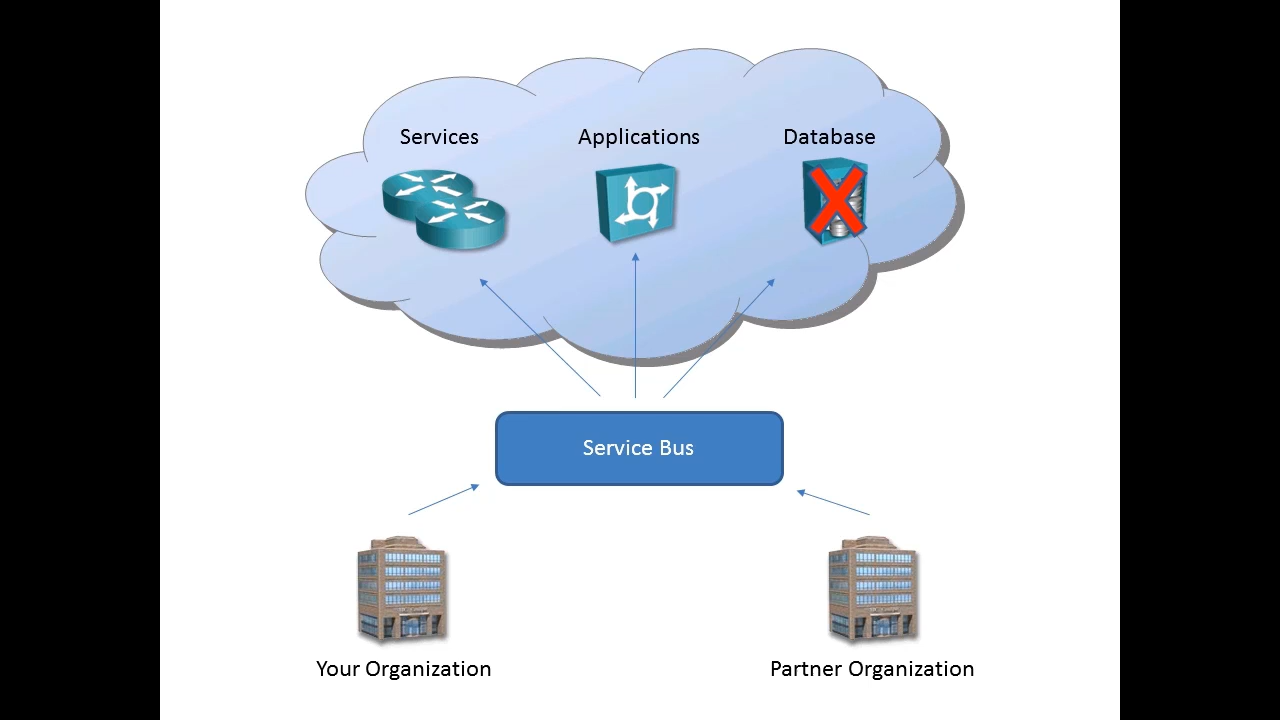 Services
Applications
Database
Service Bus
Your Organization
Partner Organization